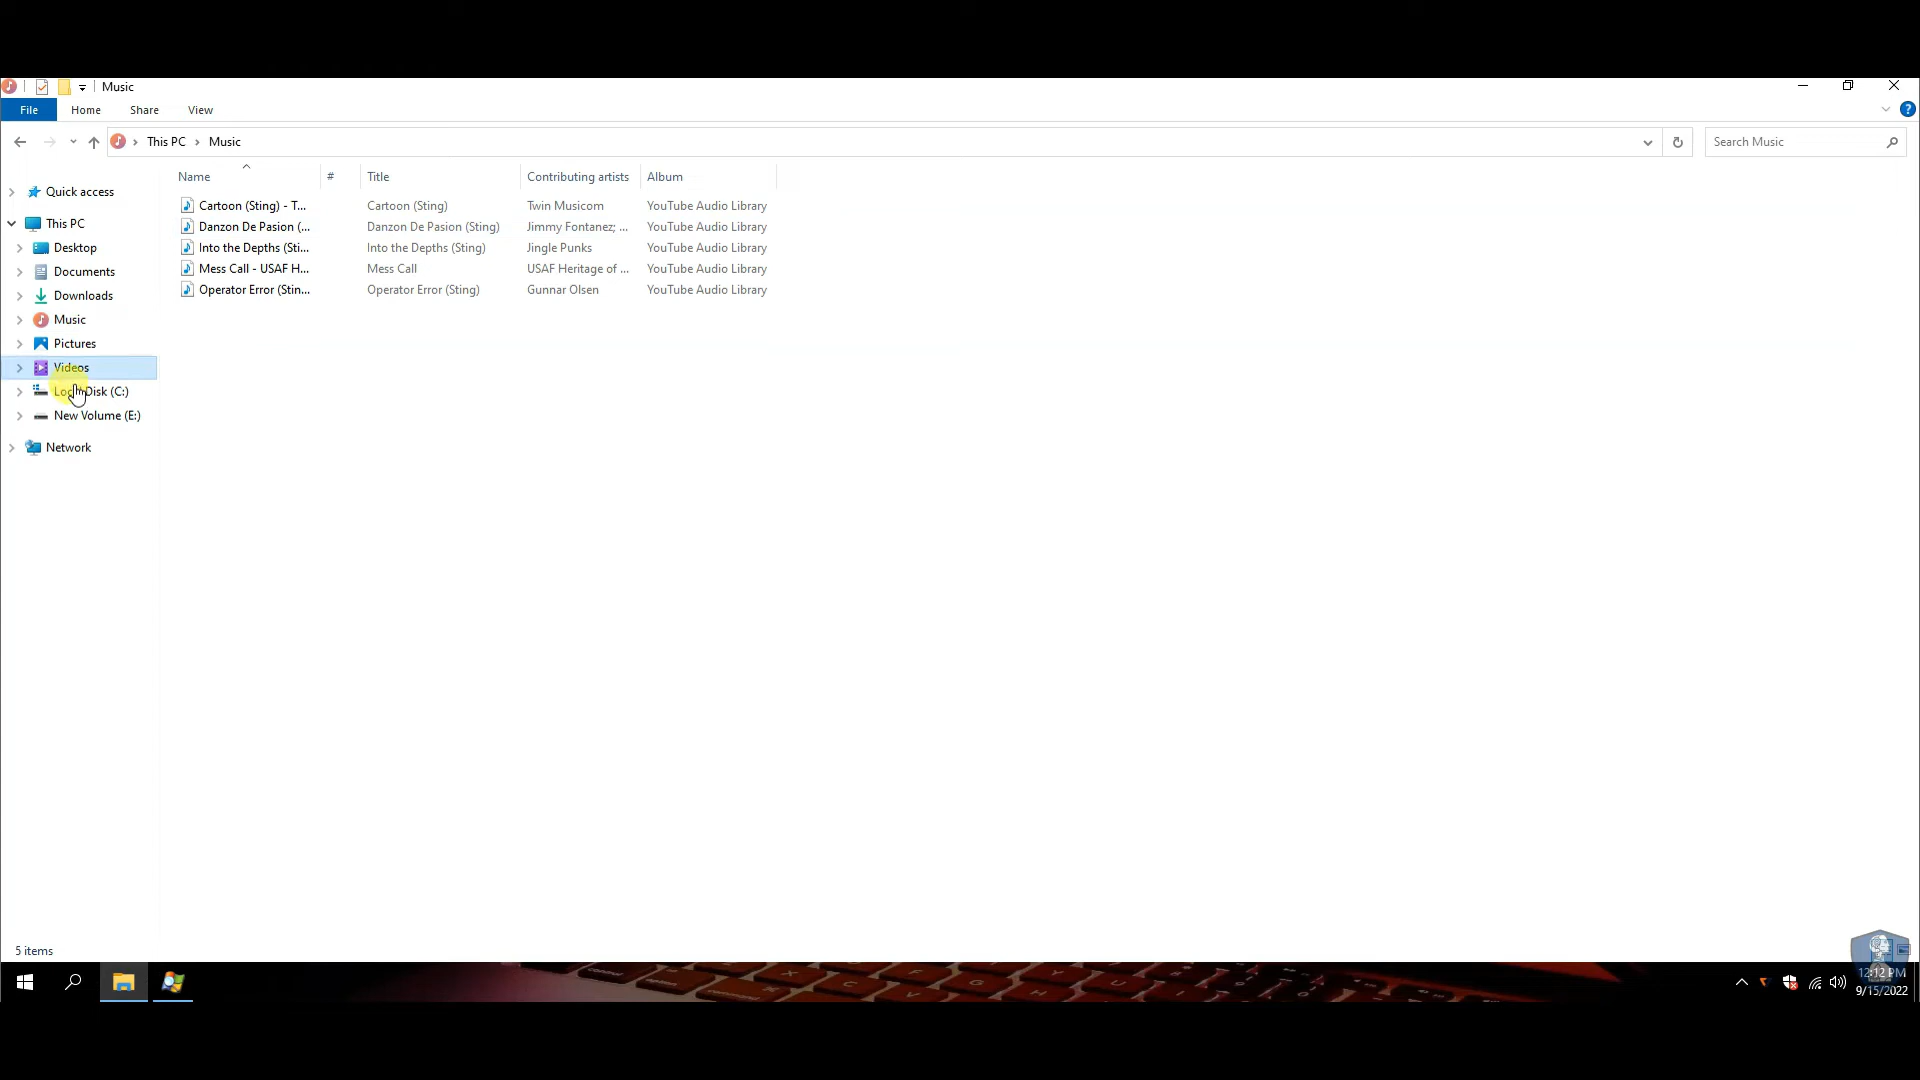 Music
File Home Share View
This PC Music
Search Music
Name # Title Contributing artists Album
Cartoon (Sting) - T... Cartoon (Sting) Twin Musicom YouTube Audio Library
Danzon De Pasion (... Danzon De Pasion (Sting) Jimmy Fontanez; ... YouTube Audio Library
Into the Depths (Sti... Into the Depths (Sting) Jingle Punks YouTube Audio Library
Mess Call - USAF H... Mess Call USAF Heritage of ... YouTube Audio Library
Operator Error (Stin... Operator Error (Sting) Gunnar Olsen YouTube Audio Library
Quick access
This PC
Desktop
Documents
Downloads
Music
Pictures
Videos
Local Disk (C:)
New Volume (E:)
Network
5 items
12:12 PM
9/15/2022